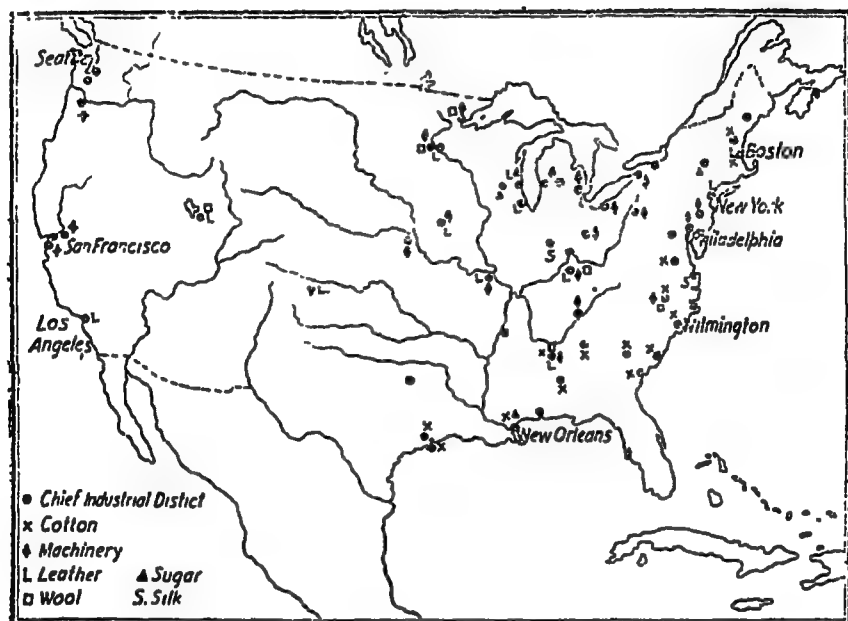 Seattle
Boston
New York
Philadelphia
San Francisco
Los
Angeles
Wilmington
New Orleans
Chief Industrial District
x Cotton
Machinery
L Leather ▲ Sugar
□ Wool S. Silk